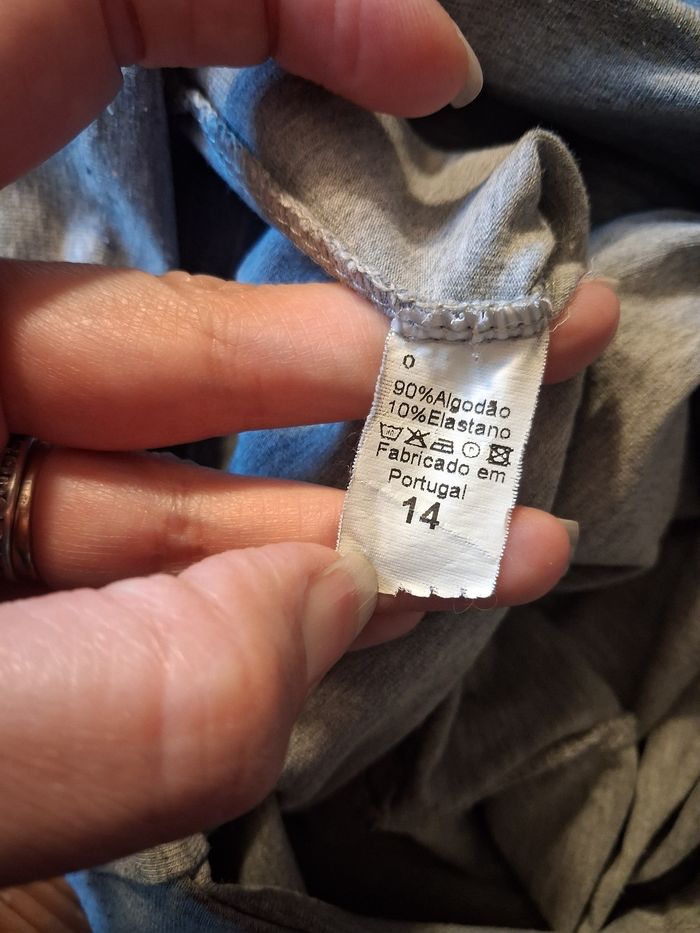 0
90%Algodão
10%Elastano
Fabricado em
Portugal
14